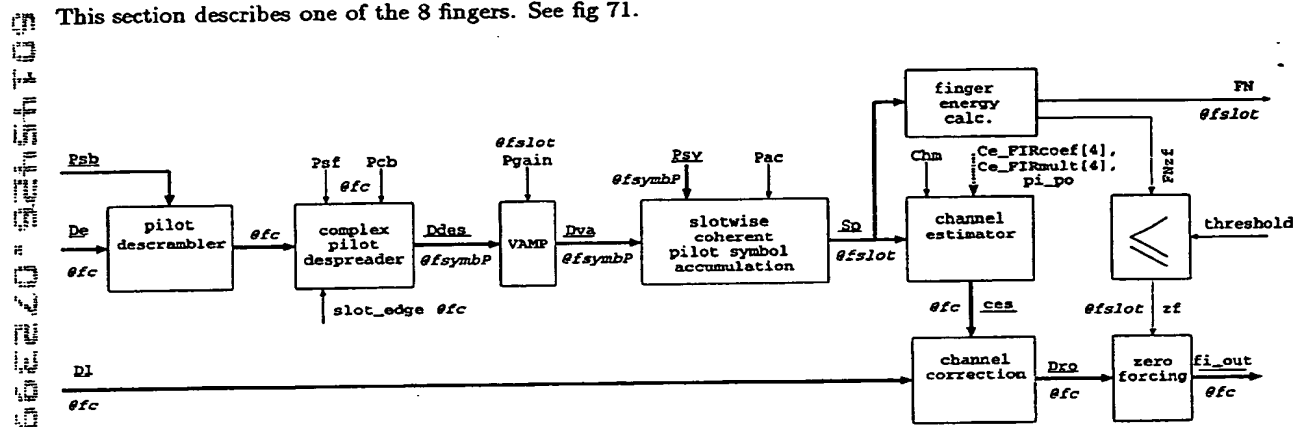 This section describes one of the 8 fingers. See fig 71.
finger
energy
calc.
FN
@fslot
FNzf
@fslot
Pgain
Psb
Psf
Pcb
@fc
Psy
@fsymbP
Pac
Chm
Ce_FIRcoef[4],
Ce_FIRmult[4],
pi_po
De
@fc
pilot
descrambler
@fc
complex
pilot
despreader
Ddes
@fsymbP
VAMP
Dva
@fsymbP
slotwise
coherent
pilot symbol
accumulation
Sp
@fslot
channel
estimator
threshold
slot_edge @fc
@fc
ces
@fslot
zf
Dl
@fc
channel
correction
Dro
@fc
zero
forcing
fi_out
@fc